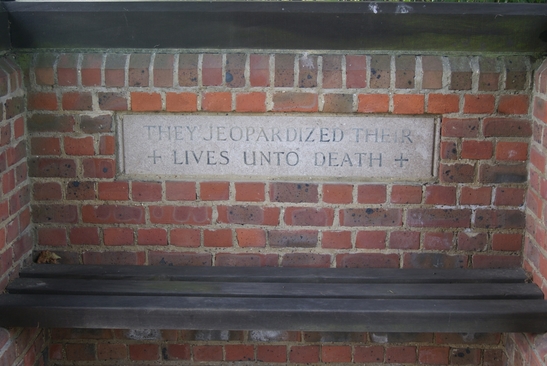 THEY JEOPARDIZED THEIR
+ LIVES UNTO DEATH +